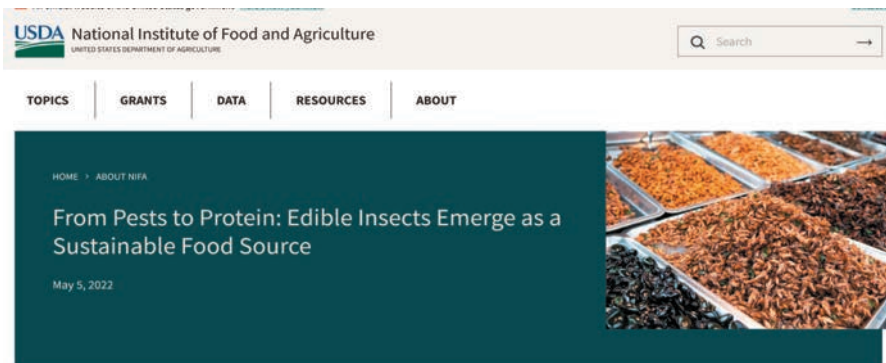 USDA National Institute of Food and Agriculture
UNITED STATES DEPARTMENT OF AGRICULTURE
Search
TOPICS GRANTS DATA RESOURCES ABOUT
HOME > ABOUT NIFA
From Pests to Protein: Edible Insects Emerge as a
Sustainable Food Source
May 5, 2022